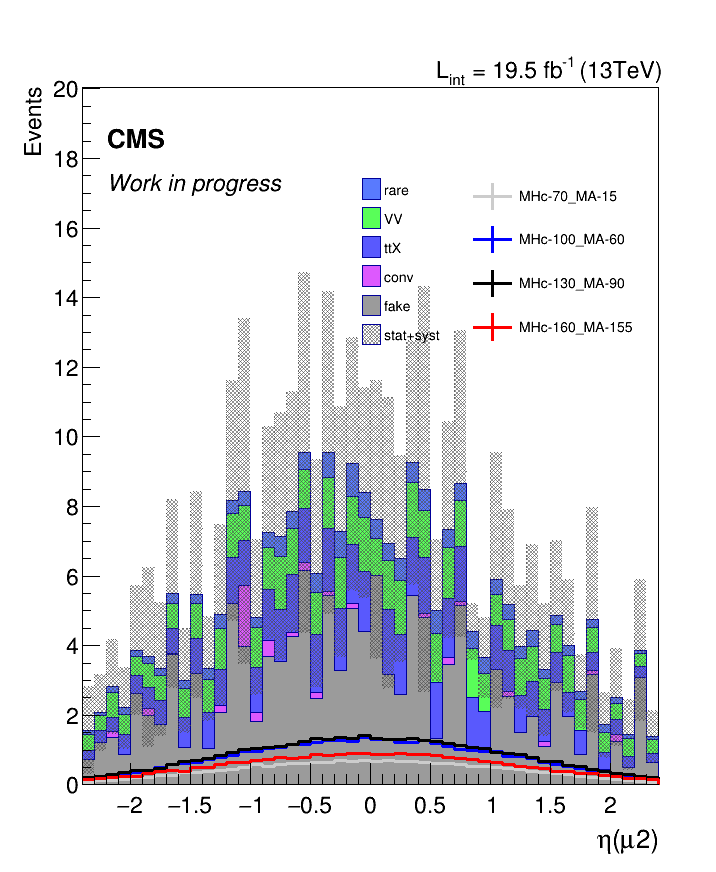 L_int = 19.5 fb^-1 (13TeV)
Events
20
18
16
14
12
10
8
6
4
2
0
CMS
Work in progress
rare
VV
ttX
conv
fake
stat+syst
MHc-70_MA-15
MHc-100_MA-60
MHc-130_MA-90
MHc-160_MA-155
−2 −1.5 −1 −0.5 0 0.5 1 1.5 2
η(μ2)